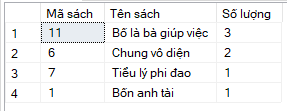 Mã sách Tên sách Số lượng
1 11 Bố là bà giúp việc 3
2 6 Chung vô diện 2
3 7 Tiểu lý phi đao 1
4 1 Bốn anh tài 1